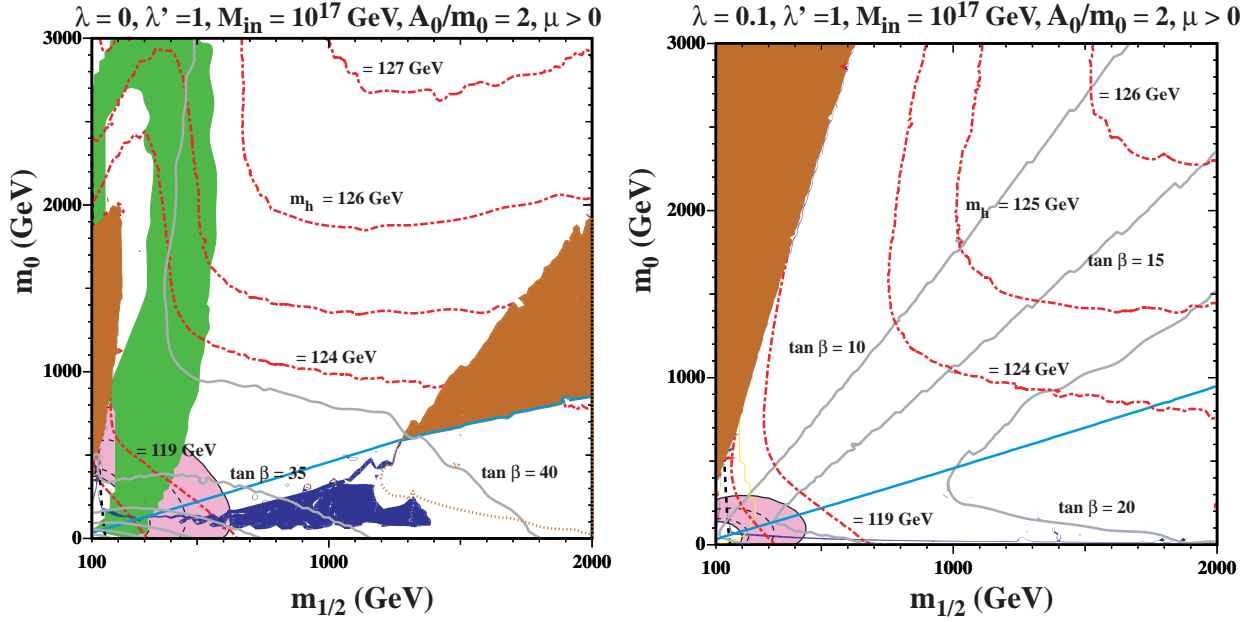 λ = 0, λ’ = 1, M_in = 10^17 GeV, A_0/m_0 = 2, μ > 0
3000
2000
1000
0
m_0 (GeV)
= 127 GeV
m_h = 126 GeV
= 124 GeV
= 119 GeV
tan β = 35
tan β = 40
100
1000
2000
m_1/2 (GeV)
λ = 0.1, λ’ = 1, M_in = 10^17 GeV, A_0/m_0 = 2, μ > 0
3000
2000
1000
0
m_0 (GeV)
= 126 GeV
m_h = 125 GeV
tan β = 15
tan β = 10
= 124 GeV
= 119 GeV
tan β = 20
100
1000
2000
m_1/2 (GeV)